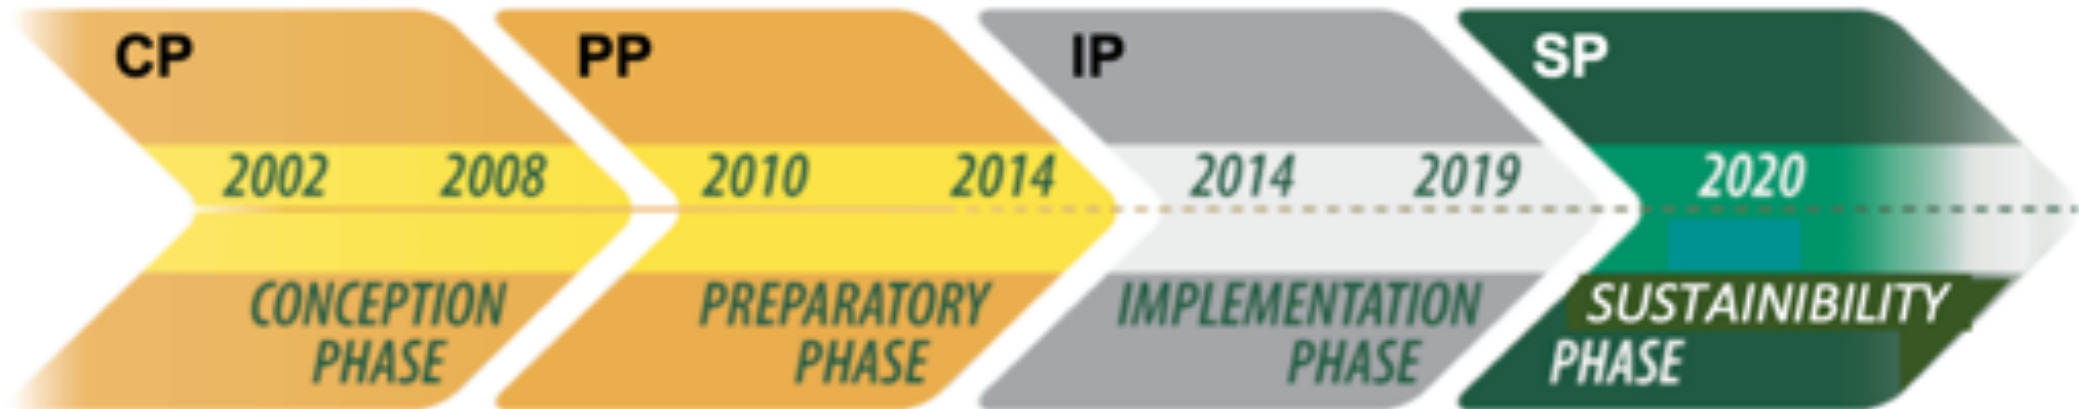 CP
2002 2008
CONCEPTION
PHASE
PP
2010 2014
PREPARATORY
PHASE
IP
2014 2019
IMPLEMENTATION
PHASE
SP
2020
SUSTAINIBILITY
PHASE